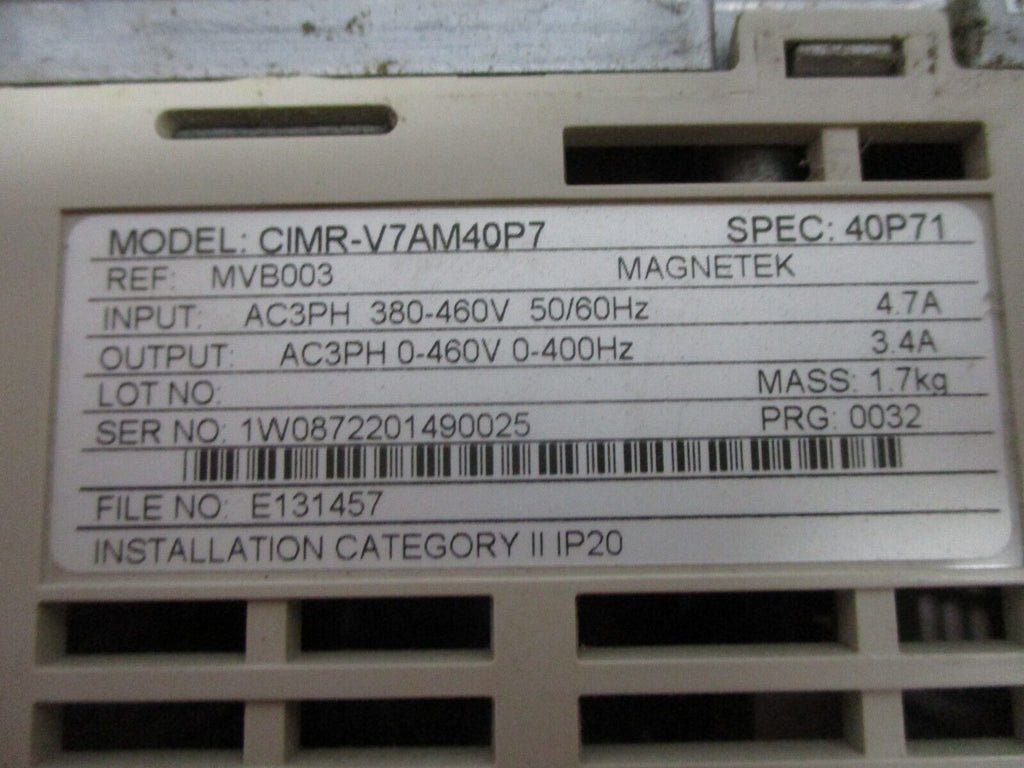 MODEL: CIMR-V7AM40P7 SPEC: 40P71
REF: MVB003 MAGNETEK
INPUT: AC3PH 380-460V 50/60Hz 4.7A
OUTPUT: AC3PH 0-460V 0-400Hz 3.4A
LOT NO: MASS: 1.7kg
SER NO: 1W0872201490025 PRG: 0032
FILE NO: E131457
INSTALLATION CATEGORY II IP20